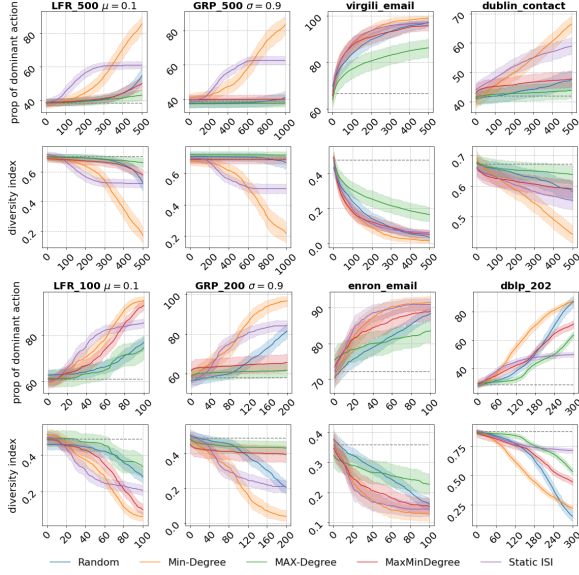 LFR_500 μ = 0.1
GRP_500 σ = 0.9
virgili_email
dublin_contact
prop of dominant action
40 60 80
0 100 200 300 400 500
40 60 80 100
0 200 400 600 800 1000
60 80 100
0 100 200 300 400 500
40 50 60 70
0 100 200 300 400 500
diversity index
0.2 0.4 0.6
0 100 200 300 400 500
0.2 0.4 0.6
0 200 400 600 800 1000
0.0 0.2 0.4
0 100 200 300 400 500
0.5 0.6 0.7
0 100 200 300 400 500
LFR_100 μ = 0.1
GRP_200 σ = 0.9
enron_email
dblp_202
prop of dominant action
60 80
0 20 40 60 80 100
60 80 100
0 40 80 120 160 200
70 80 90
0 20 40 60 80 100
40 60 80
0 60 120 180 240 300
diversity index
0.2 0.4
0 20 40 60 80 100
0.0 0.2 0.4
0 40 80 120 160 200
0.1 0.2 0.3 0.4
0 20 40 60 80 100
0.25 0.50 0.75
0 60 120 180 240 300
Random Min-Degree MAX-Degree MaxMinDegree Static ISI